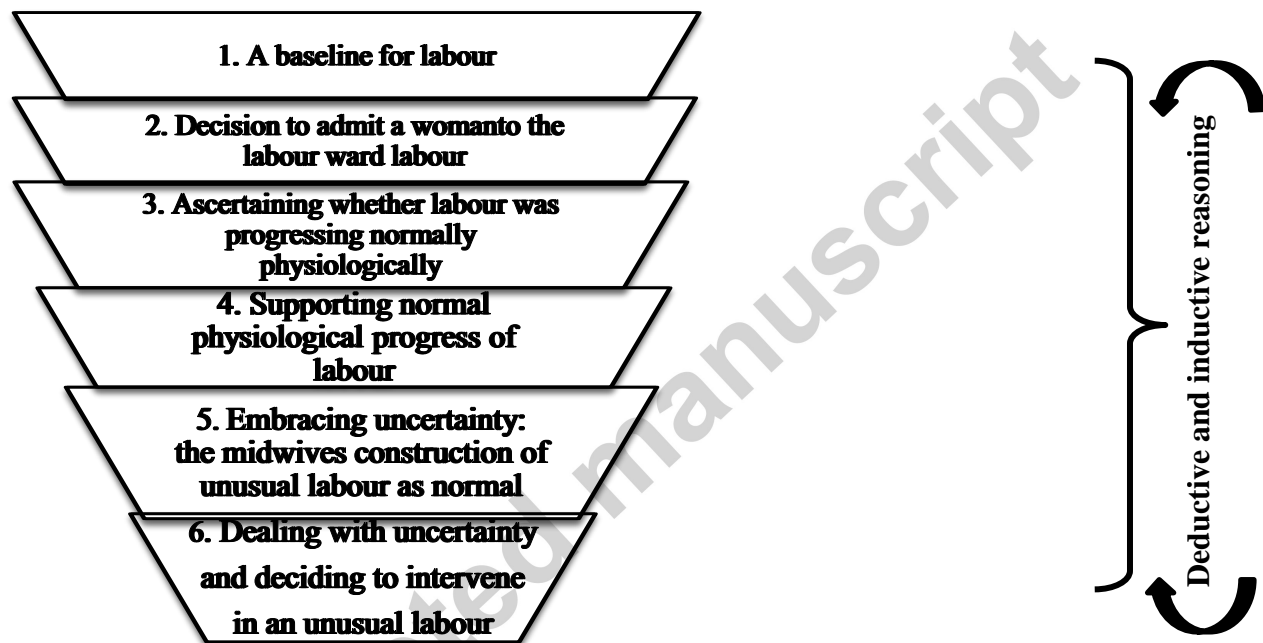 1. A baseline for labour
2. Decision to admit a womanto the
labour ward labour
3. Ascertaining whether labour was
progressing normally
physiologically
4. Supporting normal
physiological progress of
labour
5. Embracing uncertainty:
the midwives construction of
unusual labour as normal
6. Dealing with uncertainty
and deciding to intervene
in an unusual labour
Deductive and inductive reasoning
ted manuscript